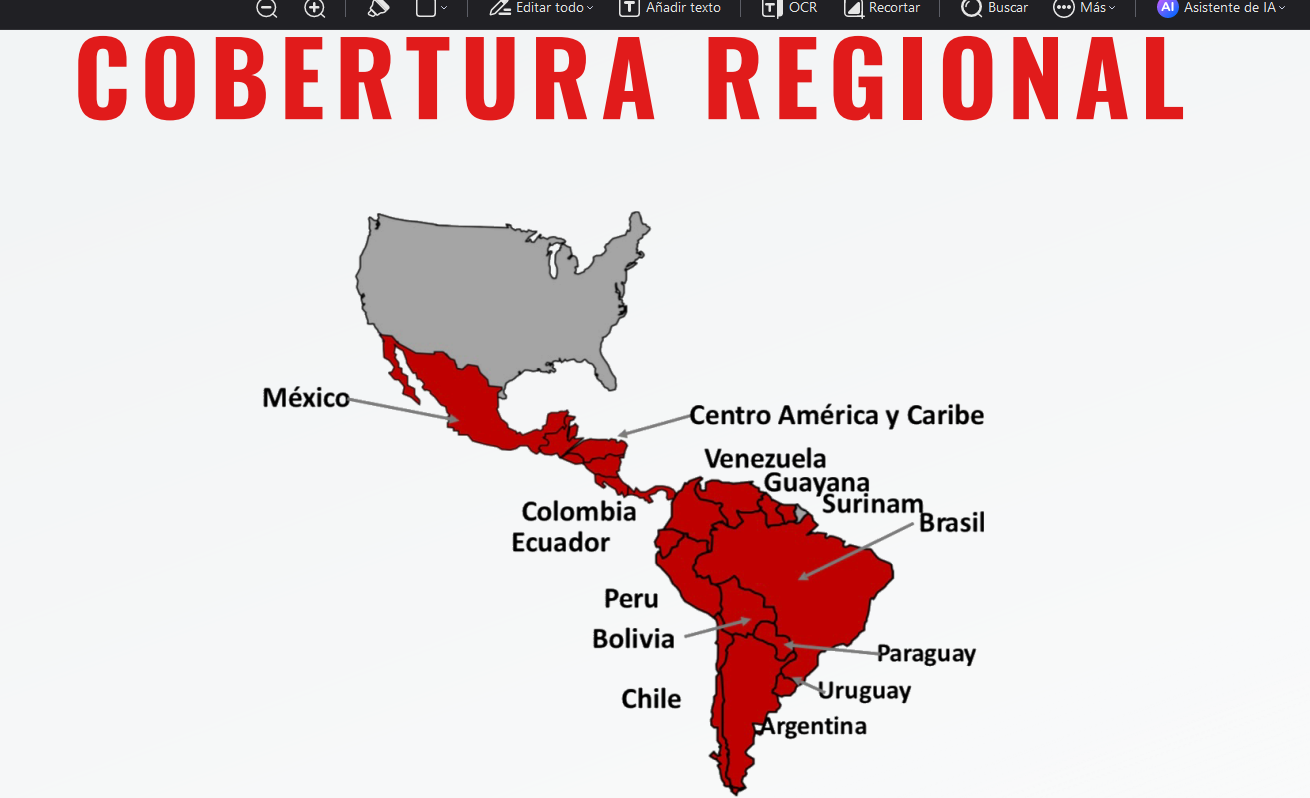 Editar todo
Añadir texto
OCR
Recortar
Buscar
Más
AI
Asistente de IA
COBERTURA REGIONAL
México
Centro América y Caribe
Venezuela
Guayana
Surinam
Colombia
Brasil
Ecuador
Peru
Bolivia
Paraguay
Uruguay
Chile
Argentina